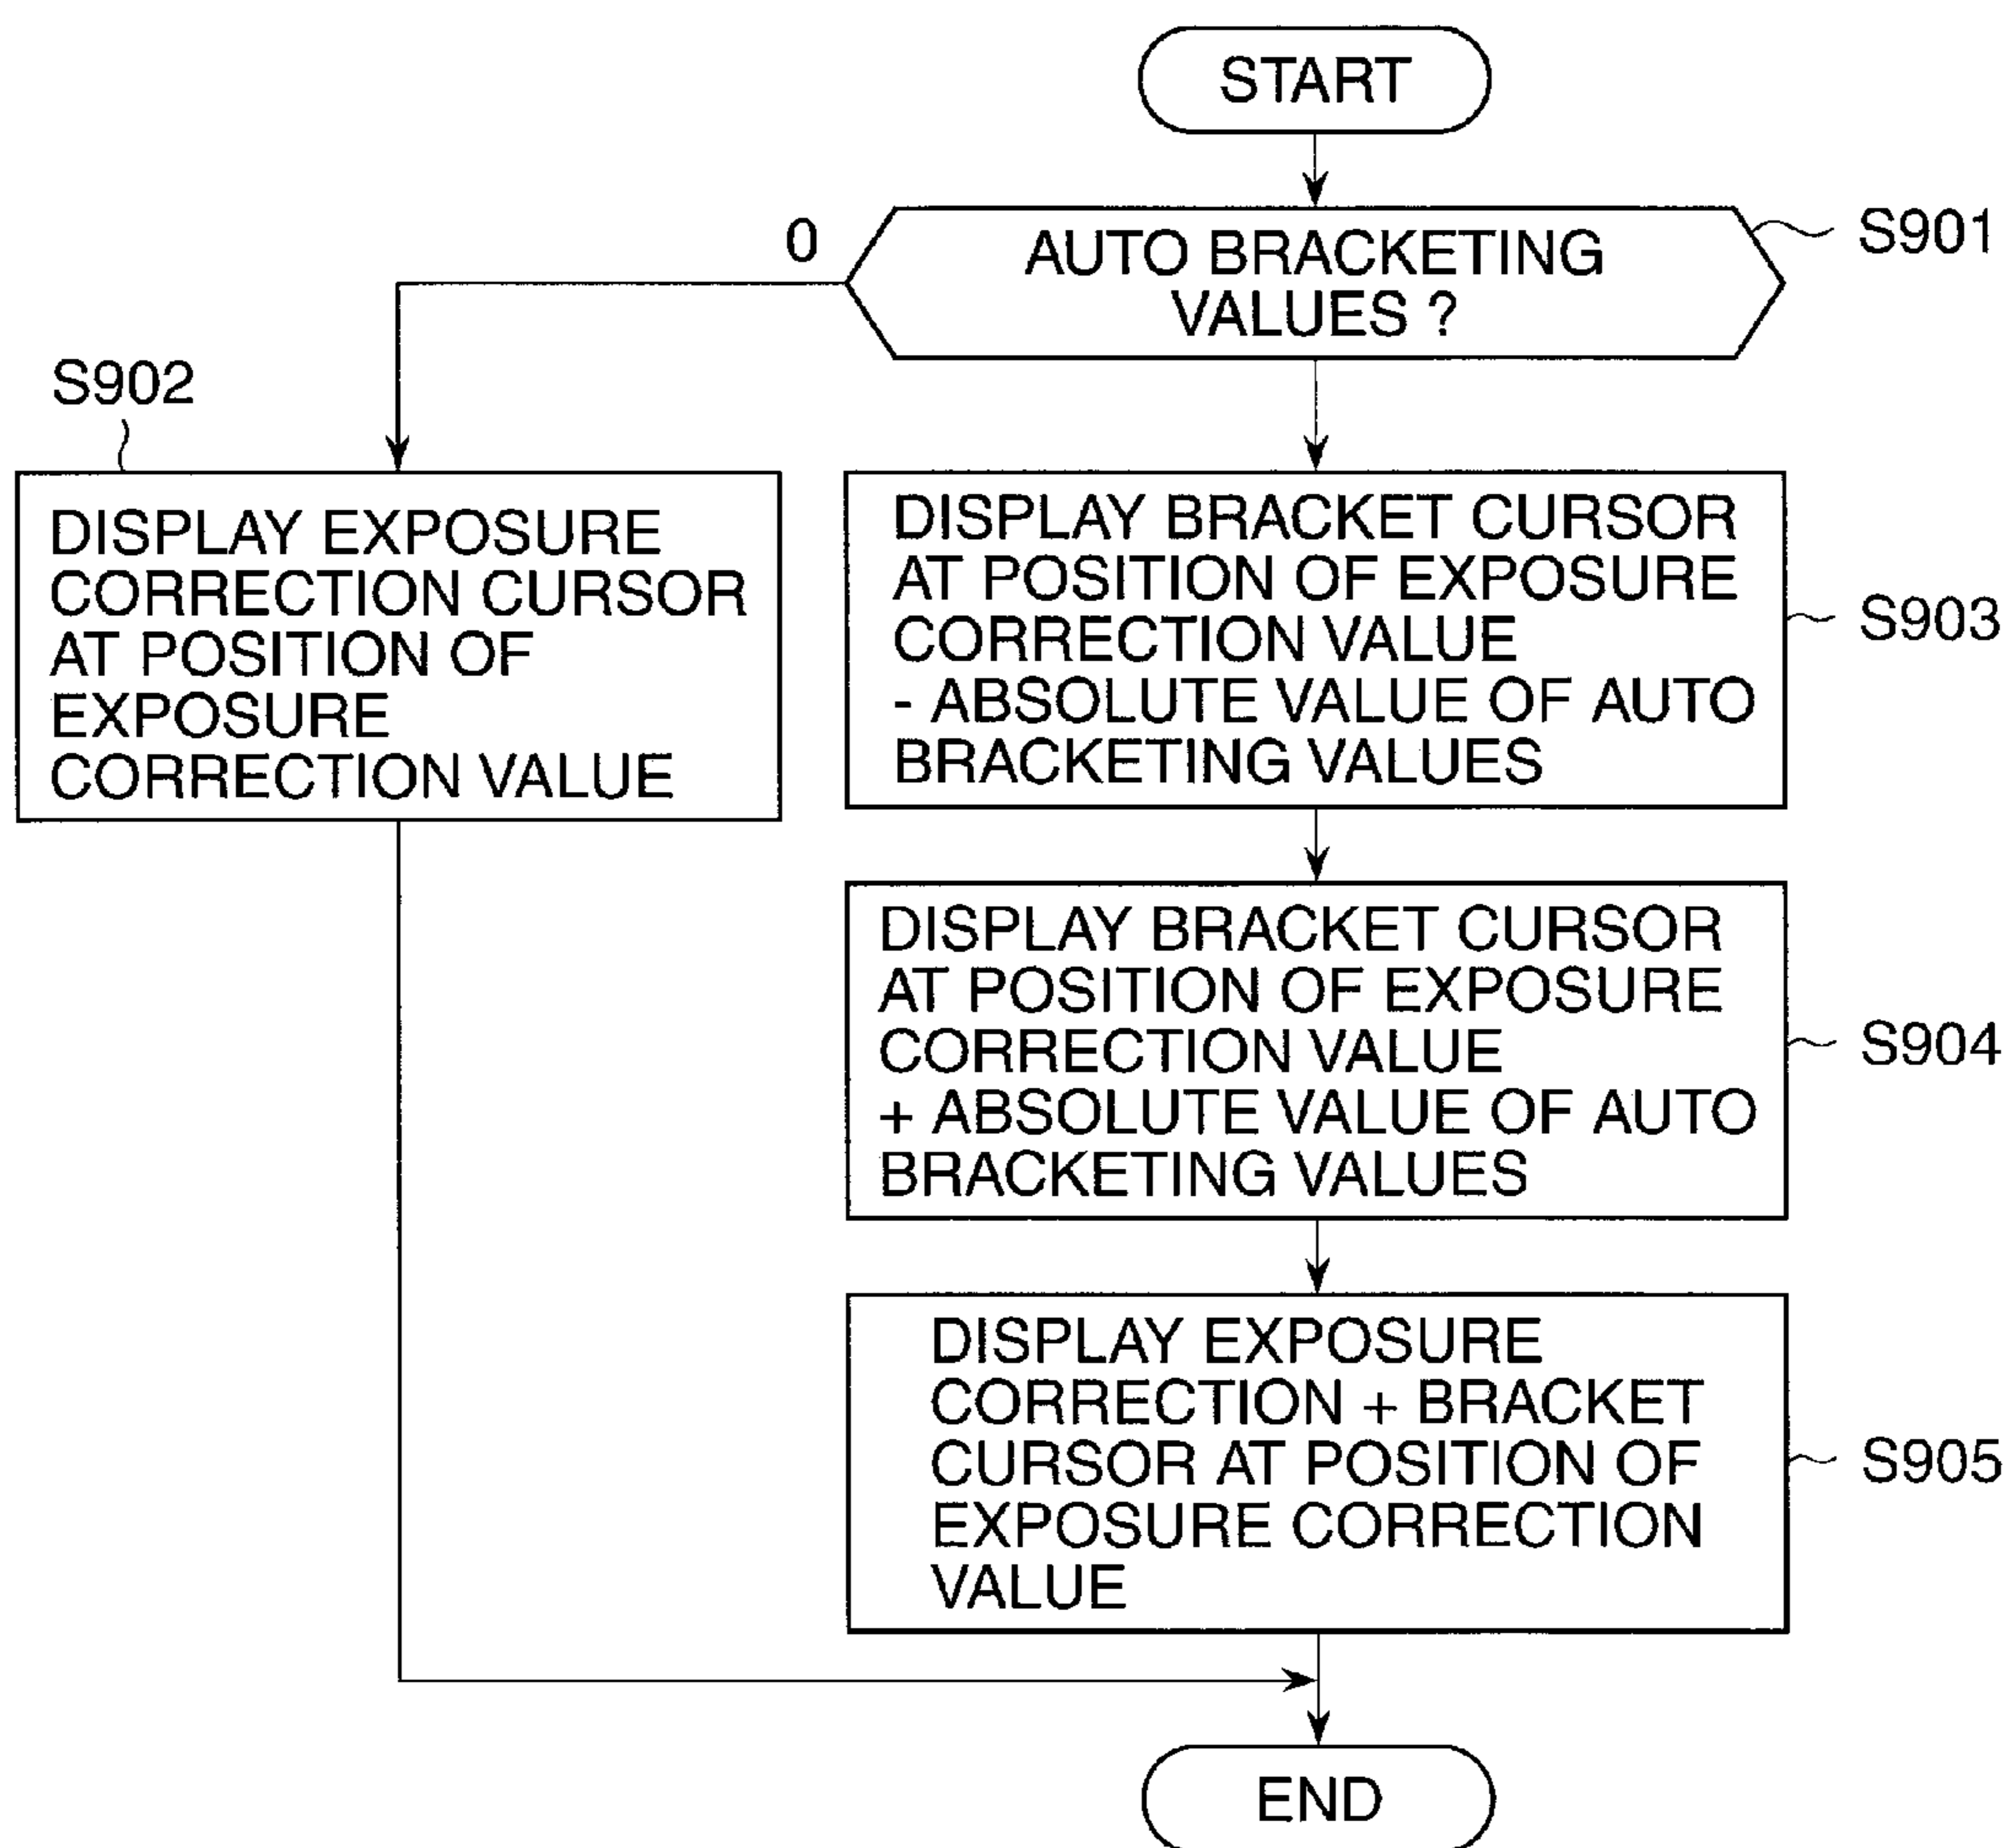 START
0
AUTO BRACKETING
VALUES ?
S901
S902
DISPLAY EXPOSURE
CORRECTION CURSOR
AT POSITION OF
EXPOSURE
CORRECTION VALUE
DISPLAY BRACKET CURSOR
AT POSITION OF EXPOSURE
CORRECTION VALUE
- ABSOLUTE VALUE OF AUTO
BRACKETING VALUES
S903
DISPLAY BRACKET CURSOR
AT POSITION OF EXPOSURE
CORRECTION VALUE
+ ABSOLUTE VALUE OF AUTO
BRACKETING VALUES
S904
DISPLAY EXPOSURE
CORRECTION + BRACKET
CURSOR AT POSITION OF
EXPOSURE CORRECTION
VALUE
S905
END